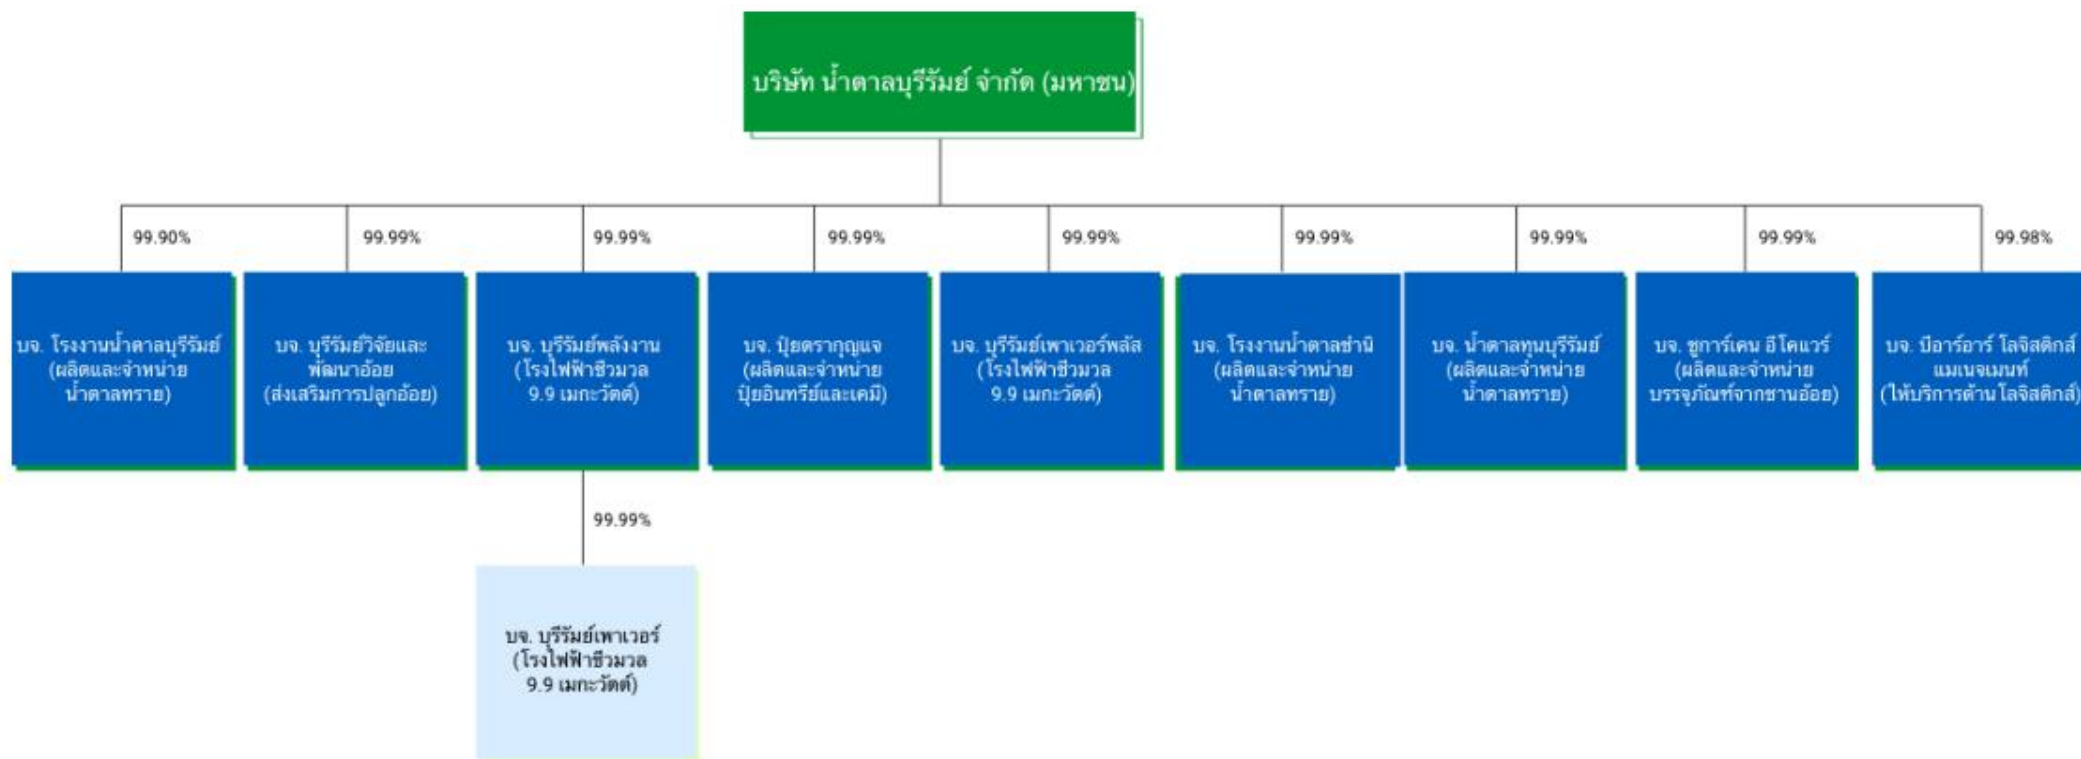 บริษัท น้ำตาลบุรีรัมย์ จำกัด (มหาชน)
99.90%
99.99%
99.99%
99.99%
99.99%
99.99%
99.99%
99.99%
99.98%
บจ. โรงงานน้ำตาลบุรีรัมย์
(ผลิตและจำหน่าย
น้ำตาลทราย)
บจ. บุรีรัมย์วิจัยและ
พัฒนาอ้อย
(ส่งเสริมการปลูกอ้อย)
บจ. บุรีรัมย์พลังงาน
(โรงไฟฟ้าชีวมวล
9.9 เมกะวัตต์)
บจ. ปุ๋ยตรากุญแจ
(ผลิตและจำหน่าย
ปุ๋ยอินทรีย์และเคมี)
บจ. บุรีรัมย์เพาเวอร์พลัส
(โรงไฟฟ้าชีวมวล
9.9 เมกะวัตต์)
บจ. โรงงานน้ำตาลชำนิ
(ผลิตและจำหน่าย
น้ำตาลทราย)
บจ. น้ำตาลทุนบุรีรัมย์
(ผลิตและจำหน่าย
น้ำตาลทราย)
บจ. ชูการ์เคน อีโคแวร์
(ผลิตและจำหน่าย
บรรจุภัณฑ์จากชานอ้อย)
บจ. บีอาร์อาร์ โลจิสติกส์
แมเนจเมนท์
(ให้บริการด้านโลจิสติกส์)
99.99%
บจ. บุรีรัมย์เพาเวอร์
(โรงไฟฟ้าชีวมวล
9.9 เมกะวัตต์)